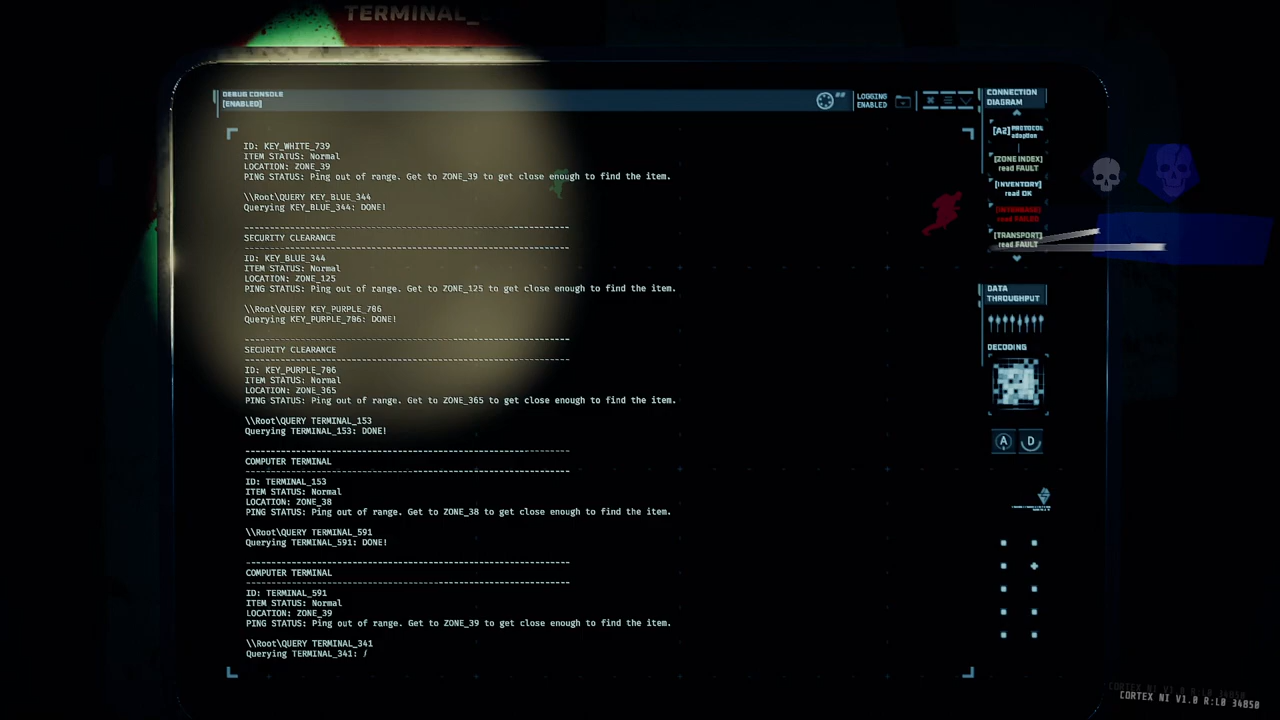 TERMINAL_
DEBUG CONSOLE
[ENABLED]
LOGGING
ENABLED
ID: KEY_WHITE_739
ITEM STATUS: Normal
LOCATION: ZONE_39
PING STATUS: Ping out of range. Get to ZONE_39 to get close enough to find the item.
\\Root\QUERY KEY_BLUE_344
Querying KEY_BLUE_344: DONE!
SECURITY CLEARANCE
ID: KEY_BLUE_344
ITEM STATUS: Normal
LOCATION: ZONE_125
PING STATUS: Ping out of range. Get to ZONE_125 to get close enough to find the item.
\\Root\QUERY KEY_PURPLE_786
Querying KEY_PURPLE_786: DONE!
SECURITY CLEARANCE
ID: KEY_PURPLE_786
ITEM STATUS: Normal
LOCATION: ZONE_365
PING STATUS: Ping out of range. Get to ZONE_365 to get close enough to find the item.
\\Root\QUERY TERMINAL_153
Querying TERMINAL_153: DONE!
COMPUTER TERMINAL
ID: TERMINAL_153
ITEM STATUS: Normal
LOCATION: ZONE_38
PING STATUS: Ping out of range. Get to ZONE_38 to get close enough to find the item.
\\Root\QUERY TERMINAL_591
Querying TERMINAL_591: DONE!
COMPUTER TERMINAL
ID: TERMINAL_591
ITEM STATUS: Normal
LOCATION: ZONE_39
PING STATUS: Ping out of range. Get to ZONE_39 to get close enough to find the item.
\\Root\QUERY TERMINAL_341
Querying TERMINAL_341: /
CONNECTION
DIAGRAM
[A2] PROTOCOL
adaption
[ZONE INDEX]
read FAULT
[INVENTORY]
read OK
read FAILED
[TRANSPORT]
read FAULT
DATA
THROUGHPUT
DECODING
A D
CORTEX NI V1.0 R:L0 34850